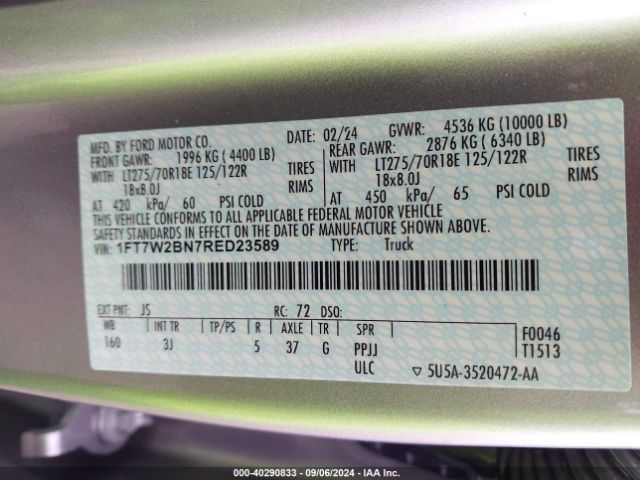 MFD. BY FORD MOTOR CO. DATE: 02/24 GVWR: 4536 KG (10000 LB)
FRONT GAWR: 1996 KG ( 4400 LB) REAR GAWR: 2876 KG ( 6340 LB)
WITH LT275/70R18E 125/122R TIRES WITH LT275/70R18E 125/122R TIRES
18x8.0J RIMS 18x8.0J RIMS
AT 420 kPa/ 60 PSI COLD AT 450 kPa/ 65 PSI COLD
THIS VEHICLE CONFORMS TO ALL APPLICABLE FEDERAL MOTOR VEHICLE
SAFETY STANDARDS IN EFFECT ON THE DATE OF MANUFACTURE SHOWN ABOVE.
VIN: 1FT7W2BN7RED23589 TYPE: Truck
EXT PNT: JS RC: 72 DSO:
WB INT TR TP/PS R AXLE TR SPR F0046
160 3J 5 37 G PPJJ T1513
ULC ▽ 5U5A-3520472-AA
000-40290833 - 09/06/2024 - IAA Inc.